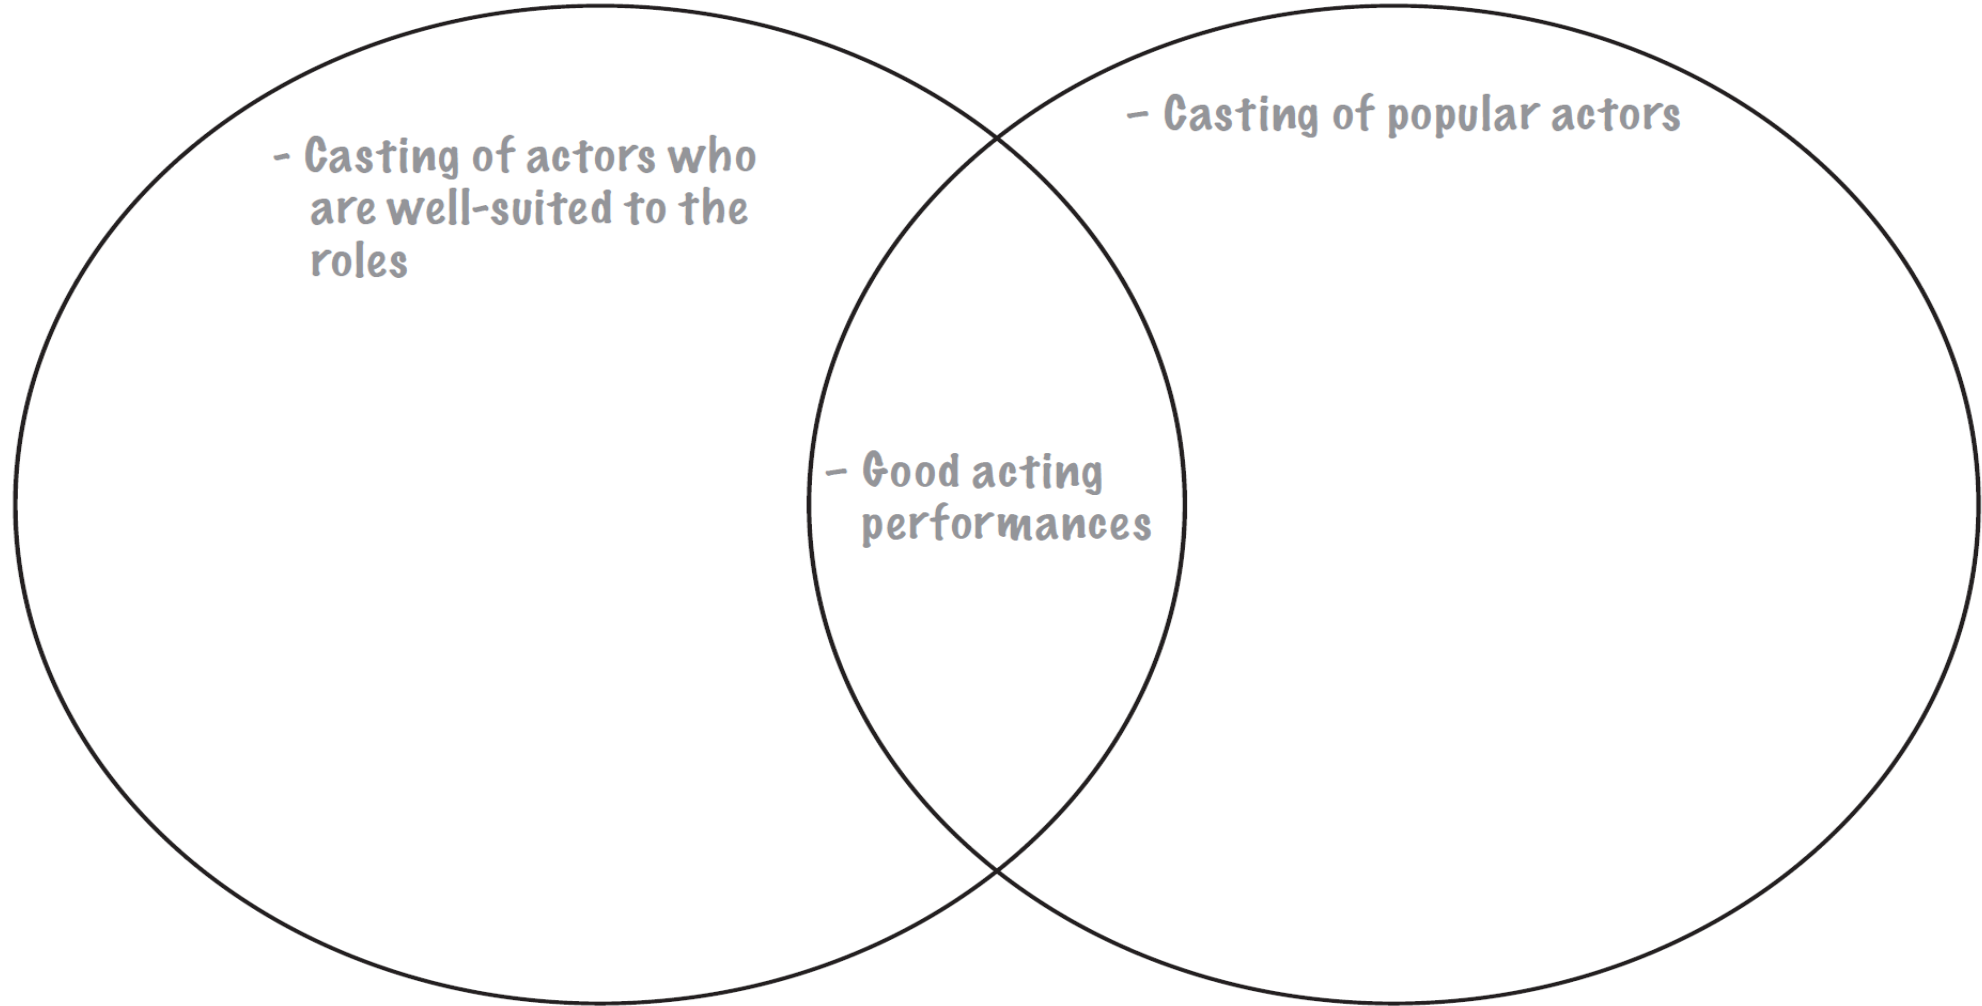 - Casting of actors who
are well-suited to the
roles
– Good acting
performances
– Casting of popular actors